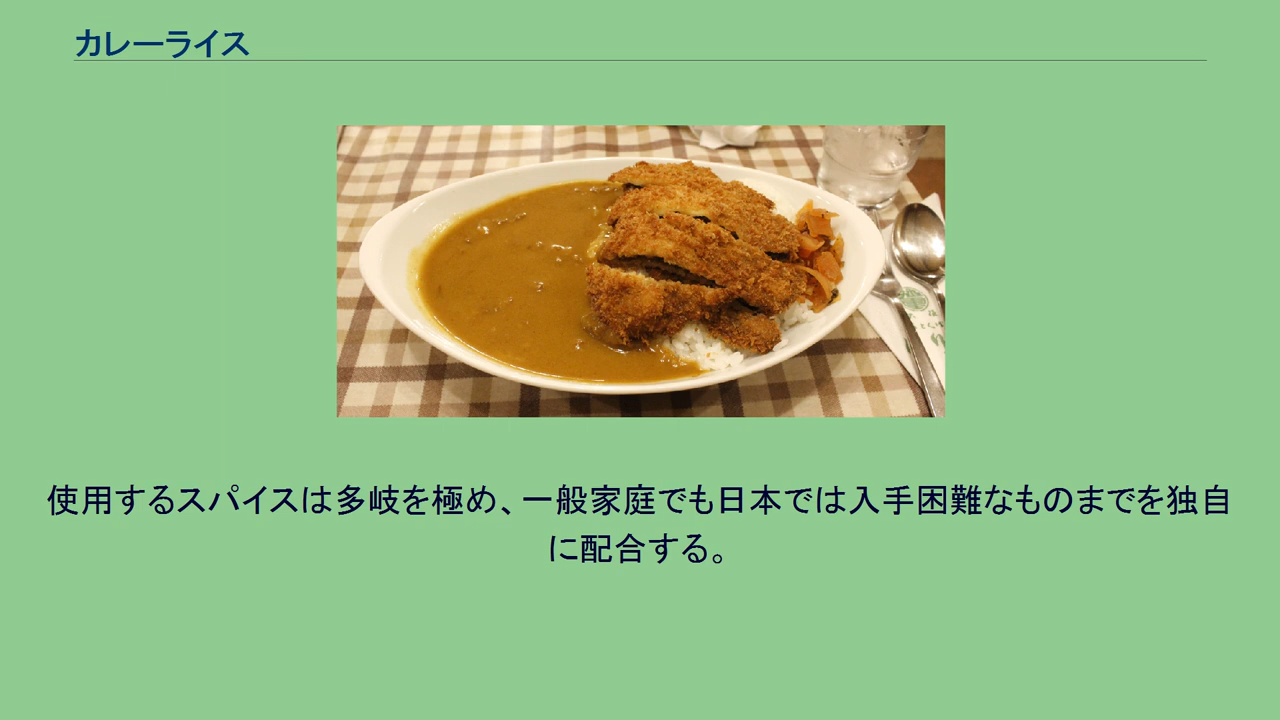 カレーライス
使用するスパイスは多岐を極め、一般家庭でも日本では入手困難なものまでを独自
に配合する。